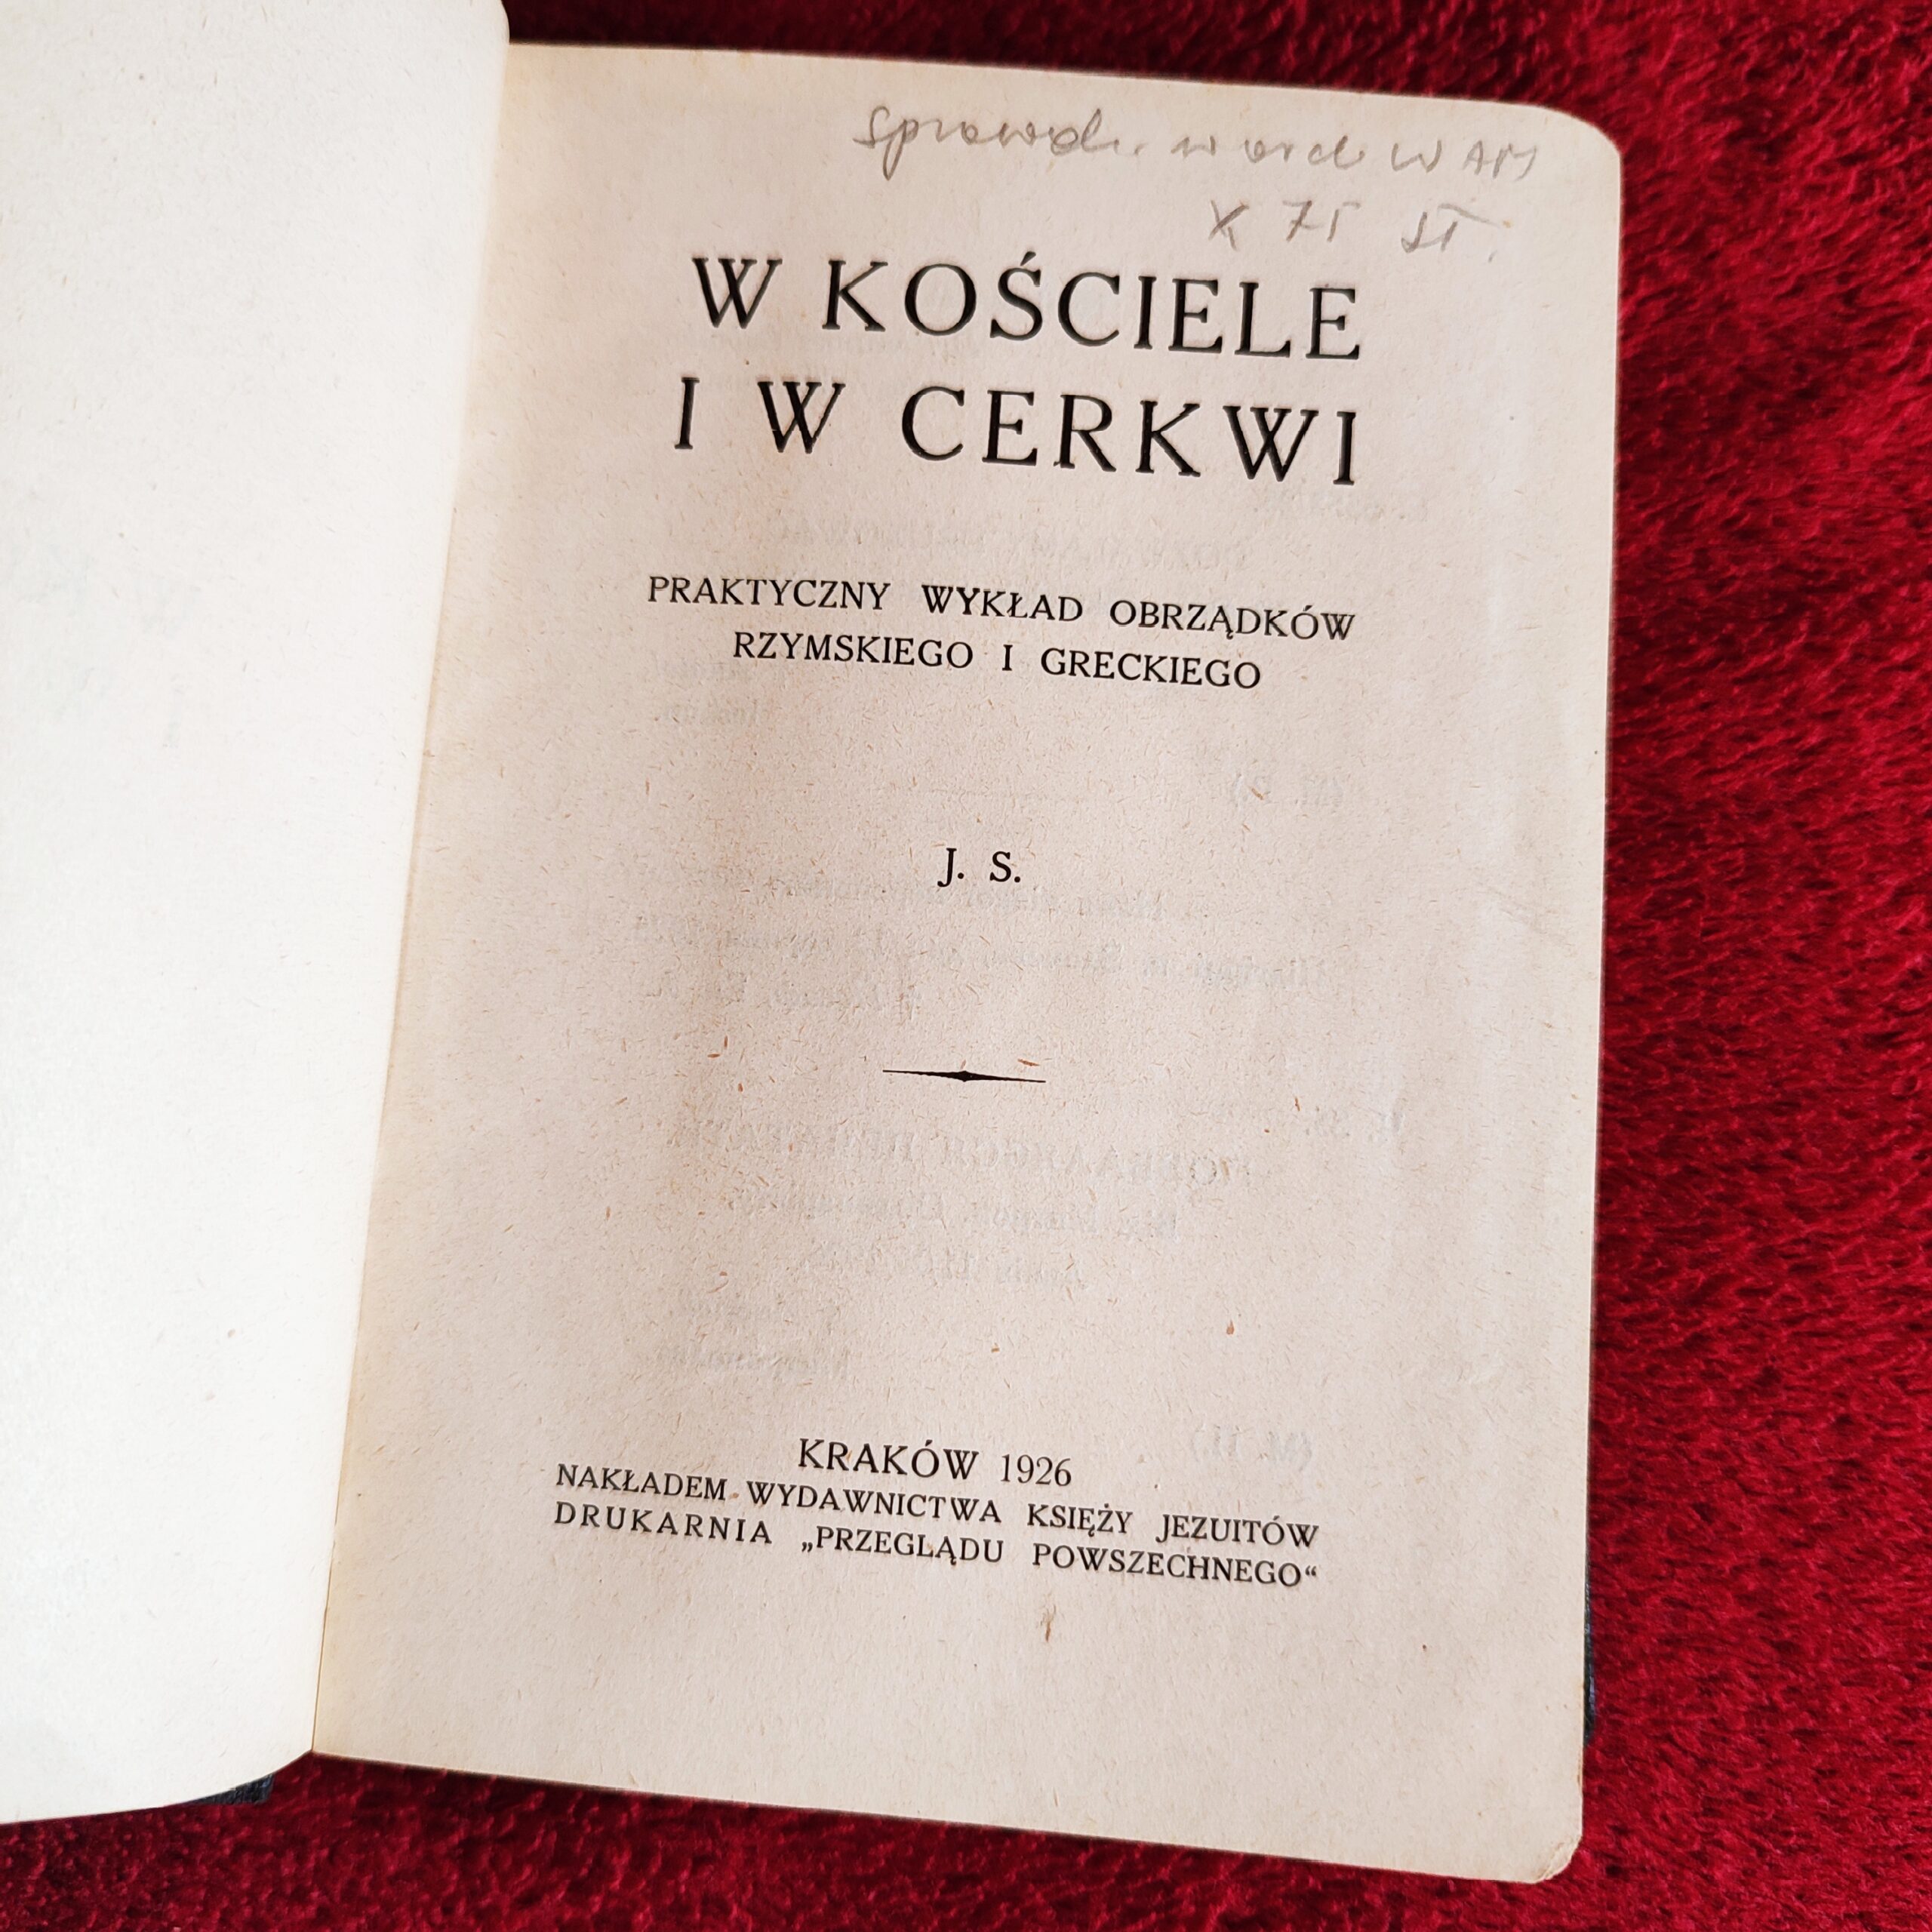 W KOŚCIELE
I W CERKWI
PRAKTYCZNY WYKŁAD OBRZĄDKÓW
RZYMSKIEGO I GRECKIEGO
J. S.
KRAKÓW 1926
NAKŁADEM WYDAWNICTWA KSIĘŻY JEZUITÓW
DRUKARNIA „PRZEGLĄDU POWSZECHNEGO“